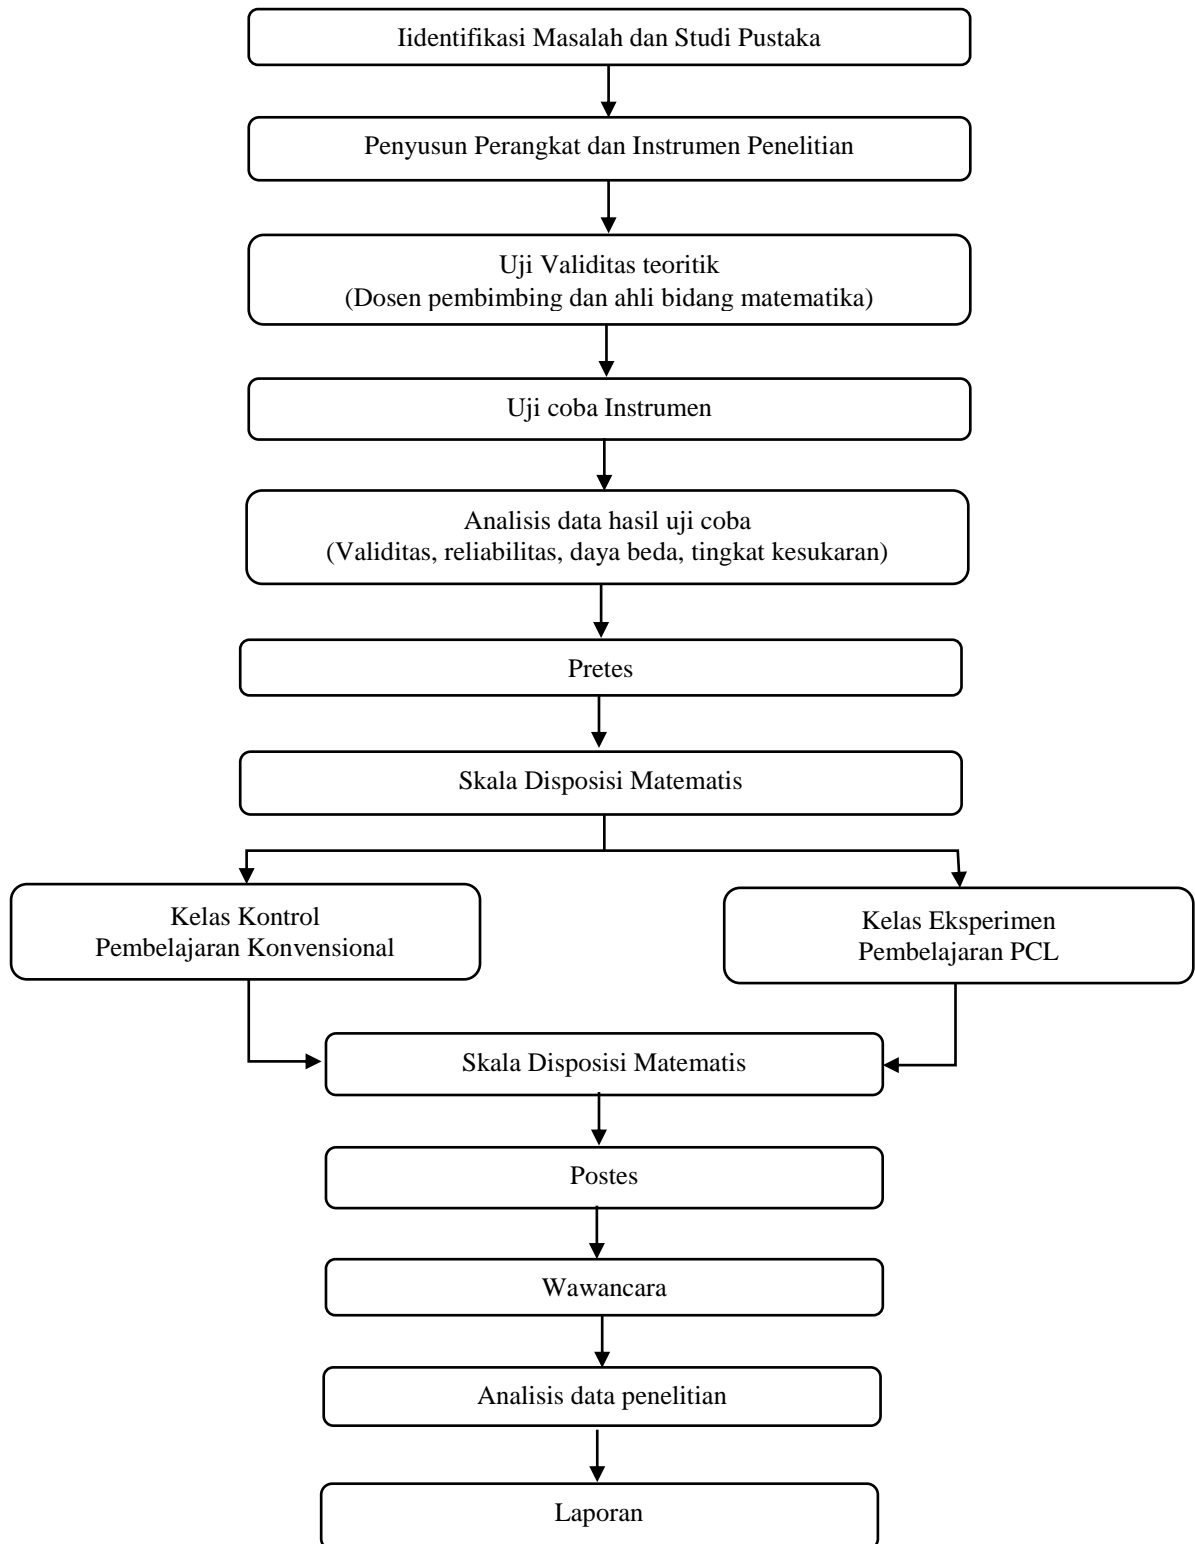 Iidentifikasi Masalah dan Studi Pustaka
Penyusun Perangkat dan Instrumen Penelitian
Uji Validitas teoritik
(Dosen pembimbing dan ahli bidang matematika)
Uji coba Instrumen
Analisis data hasil uji coba
(Validitas, reliabilitas, daya beda, tingkat kesukaran)
Pretes
Skala Disposisi Matematis
Kelas Kontrol
Pembelajaran Konvensional
Kelas Eksperimen
Pembelajaran PCL
Skala Disposisi Matematis
Postes
Wawancara
Analisis data penelitian
Laporan